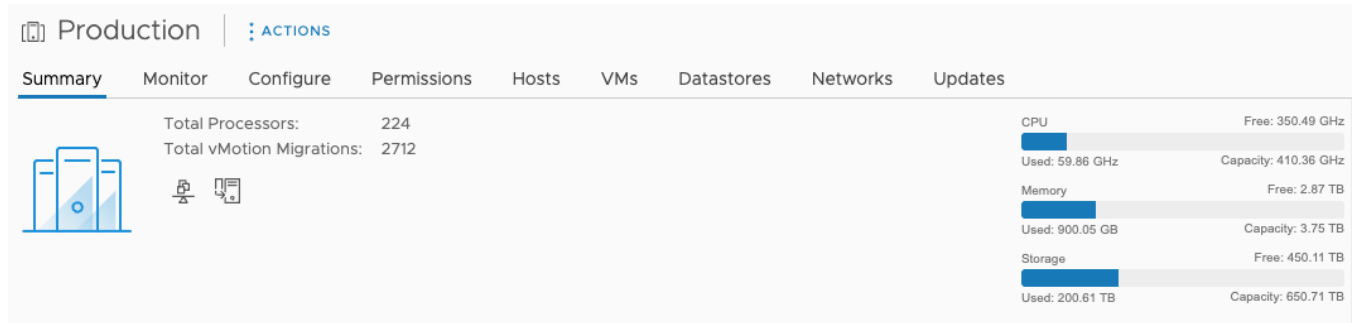 Production
ACTIONS
Summary Monitor Configure Permissions Hosts VMs Datastores Networks Updates
Total Processors: 224
Total vMotion Migrations: 2712
CPU Free: 350.49 GHz
Used: 59.86 GHz Capacity: 410.36 GHz
Memory Free: 2.87 TB
Used: 900.05 GB Capacity: 3.75 TB
Storage Free: 450.11 TB
Used: 200.61 TB Capacity: 650.71 TB